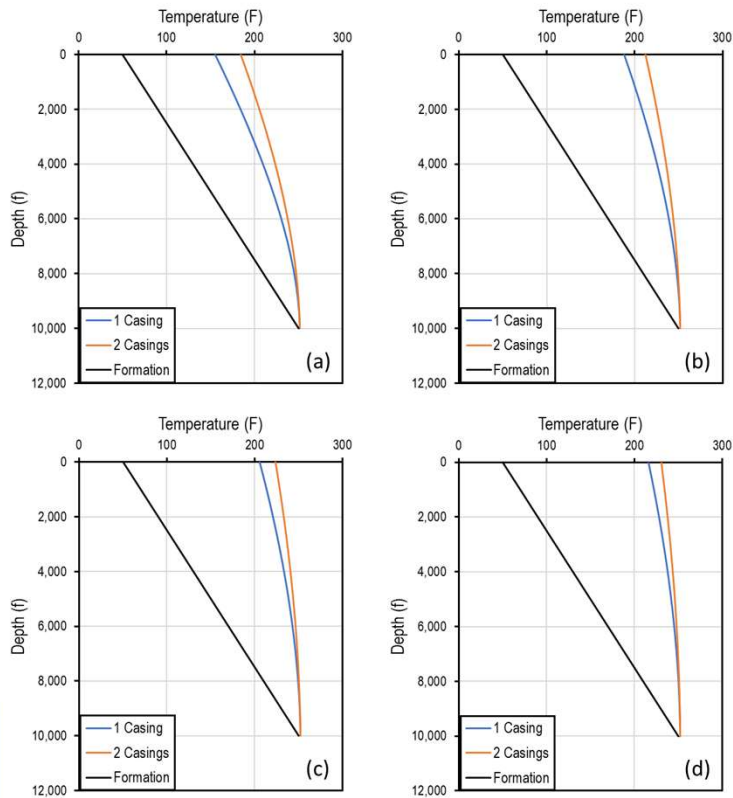 Temperature (F)
0 100 200 300
0
2,000
4,000
6,000
8,000
10,000
12,000
Depth (f)
1 Casing
2 Casings
Formation
(a)
Temperature (F)
0 100 200 300
0
2,000
4,000
6,000
8,000
10,000
12,000
Depth (f)
1 Casing
2 Casings
Formation
(b)
Temperature (F)
0 100 200 300
0
2,000
4,000
6,000
8,000
10,000
12,000
Depth (f)
1 Casing
2 Casings
Formation
(c)
Temperature (F)
0 100 200 300
0
2,000
4,000
6,000
8,000
10,000
12,000
Depth (f)
1 Casing
2 Casings
Formation
(d)